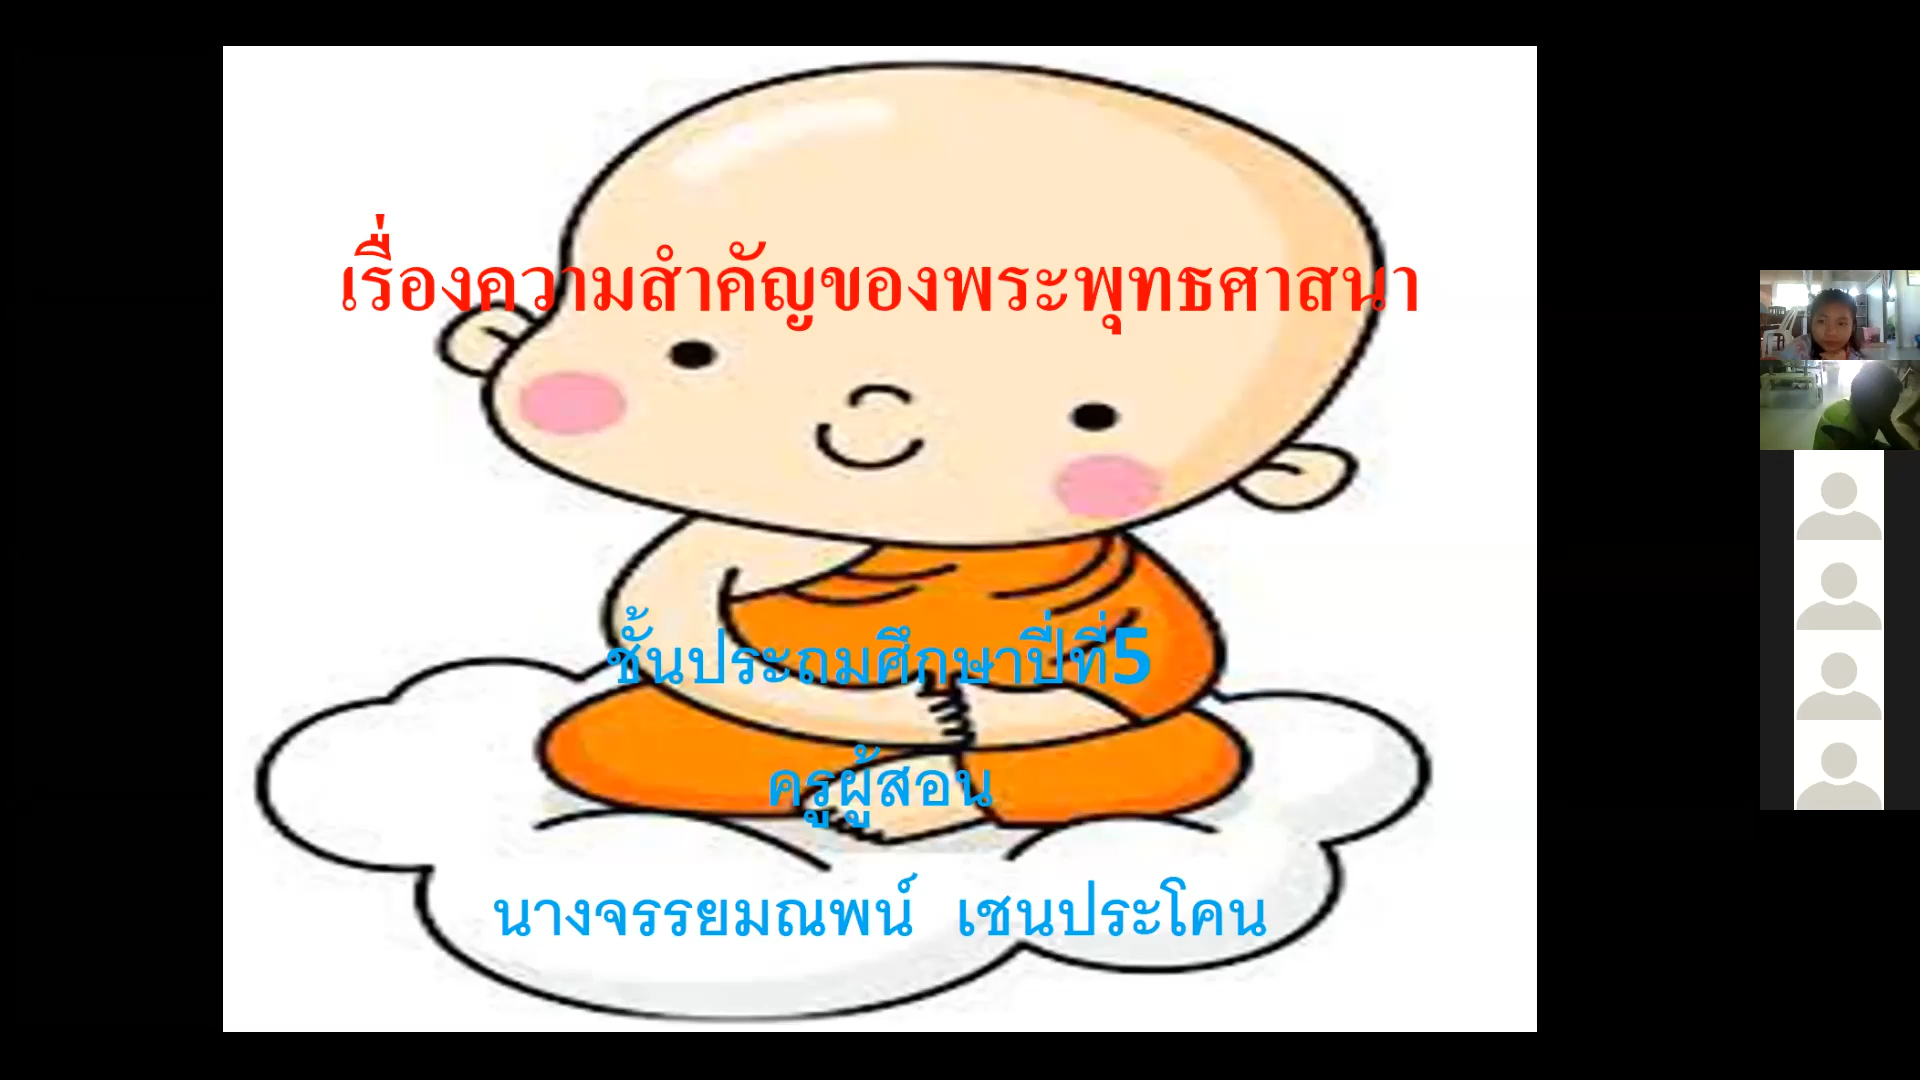 เรื่องความสำคัญของพระพุทธศาสนา
ชั้นประถมศึกษาปีที่5
ครูผู้สอน
นางจรรยมณพน์ เชนประโคน